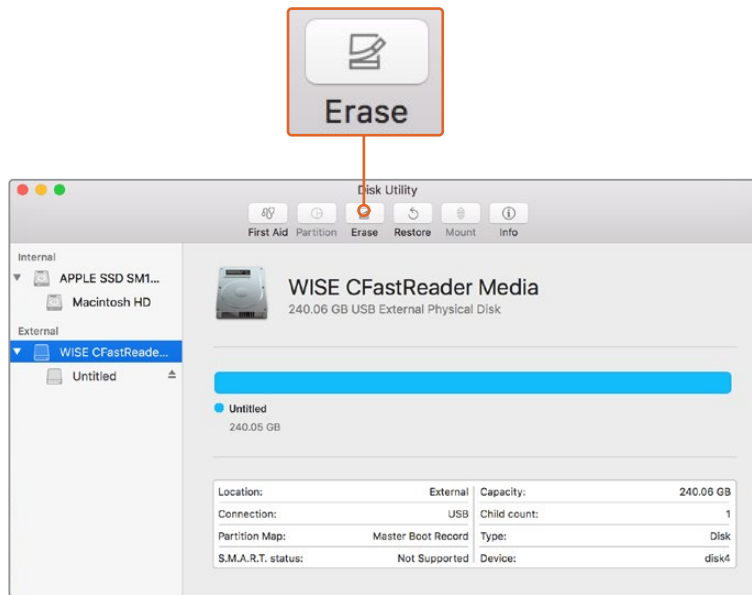 Erase
Disk Utility
First Aid Partition Erase Restore Mount Info
Internal
APPLE SSD SM1...
Macintosh HD
External
WISE CFastReade...
Untitled
WISE CFastReader Media
240.06 GB USB External Physical Disk
Untitled
240.05 GB
Location: External Capacity: 240.06 GB
Connection: USB Child count: 1
Partition Map: Master Boot Record Type: Disk
S.M.A.R.T. status: Not Supported Device: disk4